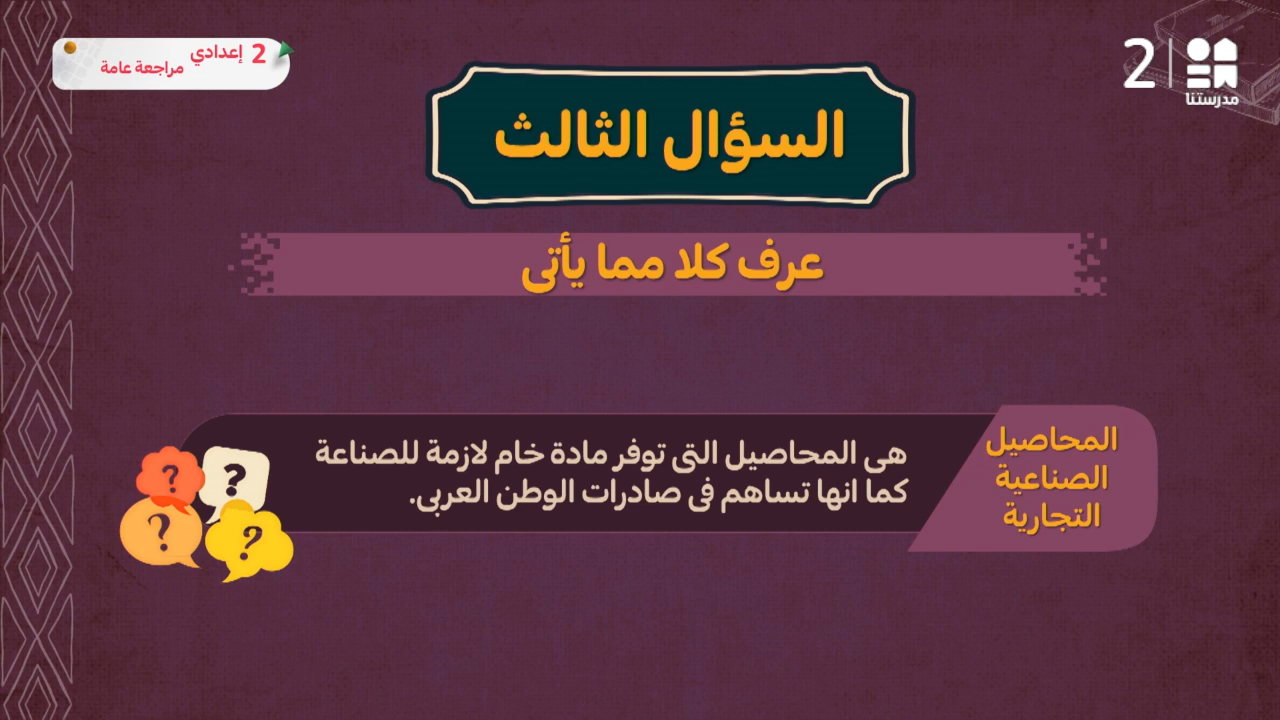 2 إعدادي
مراجعة عامة
2
مدرستنا
السؤال الثالث
عرف كلا مما يأتى
المحاصيل
الصناعية
التجارية
هى المحاصيل التى توفر مادة خام لازمة للصناعة
كما انها تساهم فى صادرات الوطن العربى.
? ? ? ?